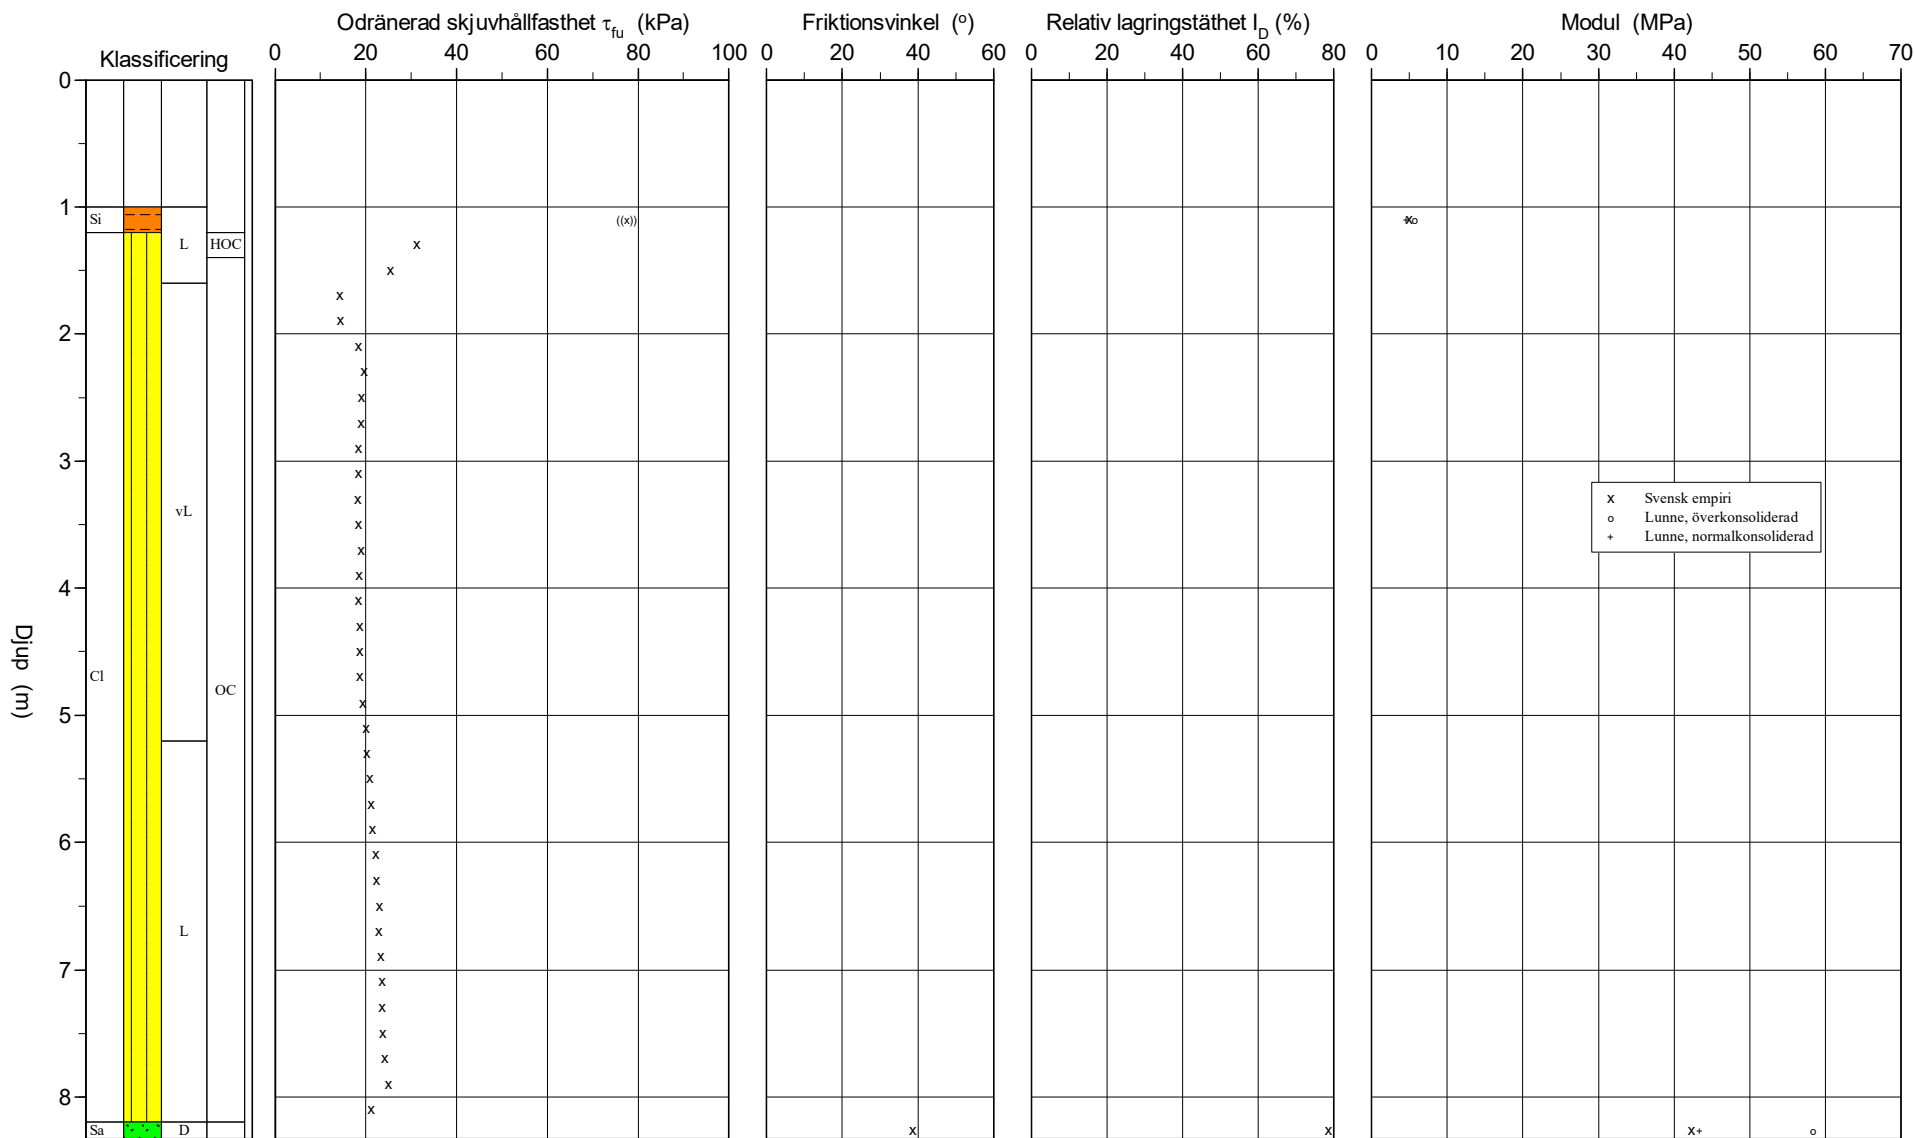 Odränerad skjuvhållfasthet τfu (kPa)
Friktionsvinkel (o)
Relativ lagringstäthet ID (%)
Modul (MPa)
Klassificering
0 20 40 60 80 100
0 20 40 60
0 20 40 60 80
0 10 20 30 40 50 60 70
0
1
2
3
4
5
6
7
8
Djup (m)
Si
Cl
Sa
L
vL
L
D
HOC
OC
((x))
x Svensk empiri
o Lunne, överkonsoliderad
+ Lunne, normalkonsoliderad